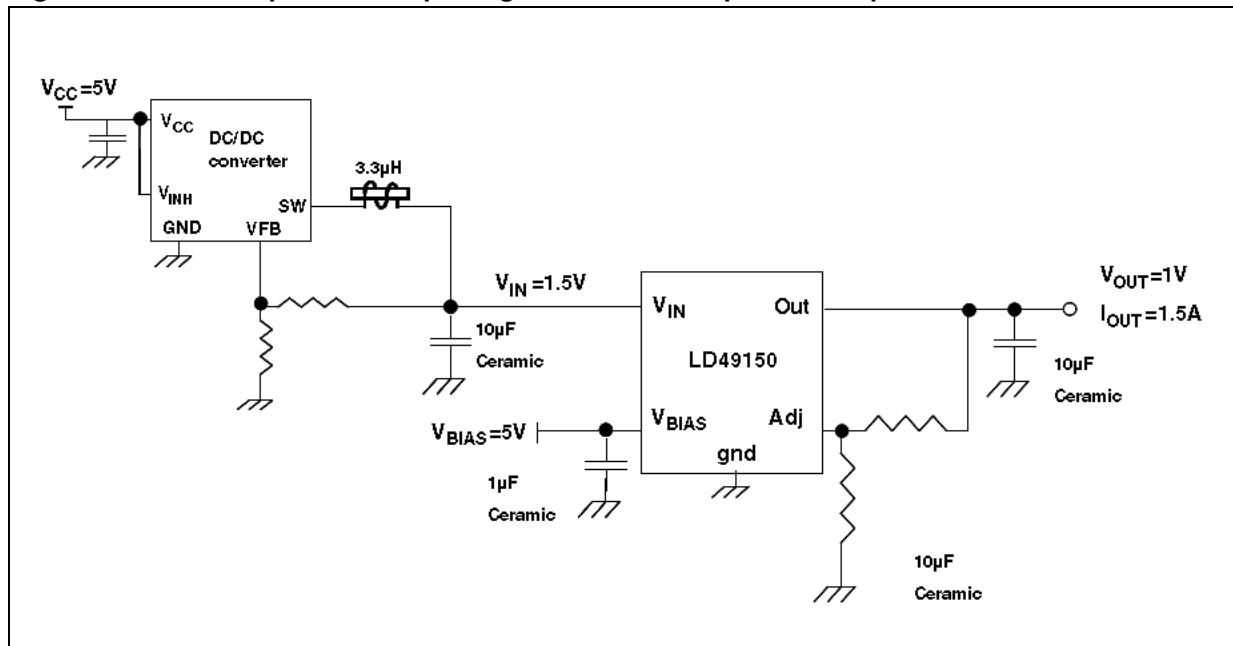 V_CC=5V
V_CC
DC/DC
converter
V_INH
SW
GND
VFB
3.3µH
V_IN=1.5V
10µF
Ceramic
V_IN
Out
LD49150
V_BIAS
Adj
gnd
V_BIAS=5V
1µF
Ceramic
V_OUT=1V
I_OUT=1.5A
10µF
Ceramic
10µF
Ceramic